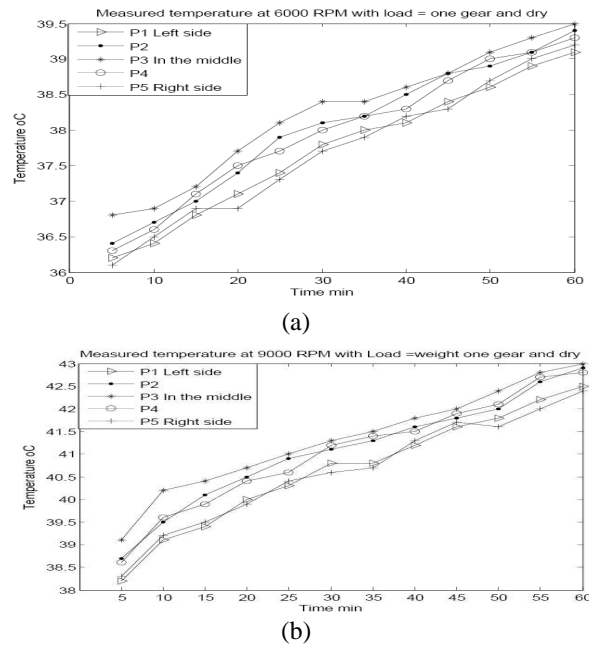 Measured temperature at 6000 RPM with load = one gear and dry
39.5
39
38.5
38
37.5
37
36.5
36
Temperature oC
P1 Left side
P2
P3 In the middle
P4
P5 Right side
0
10
20
30
40
50
60
Time min
(a)
Measured temperature at 9000 RPM with Load =weight one gear and dry
43
42.5
42
41.5
41
40.5
40
39.5
39
38.5
38
Temperature oC
P1 Left side
P2
P3 In the middle
P4
P5 Right side
5
10
15
20
25
30
35
40
45
50
55
60
Time min
(b)